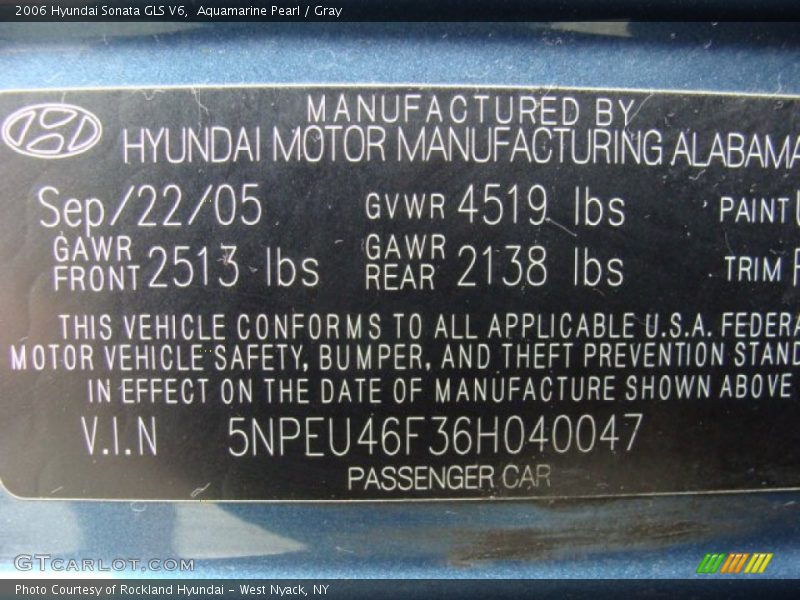 2006 Hyundai Sonata GLS V6,  Aquamarine Pearl / Gray
MANUFACTURED BY
HYUNDAI MOTOR MANUFACTURING ALABAMA
Sep/22/05 GVWR 4519 lbs PAINT
GAWR FRONT 2513 lbs GAWR REAR 2138 lbs TRIM
THIS VEHICLE CONFORMS TO ALL APPLICABLE U.S.A. FEDERA
MOTOR VEHICLE SAFETY, BUMPER, AND THEFT PREVENTION STAND
IN EFFECT ON THE DATE OF MANUFACTURE SHOWN ABOVE
V.I.N 5NPEU46F36H040047
PASSENGER CAR
GTCARLOT.COM
Photo Courtesy of Rockland Hyundai - West Nyack, NY